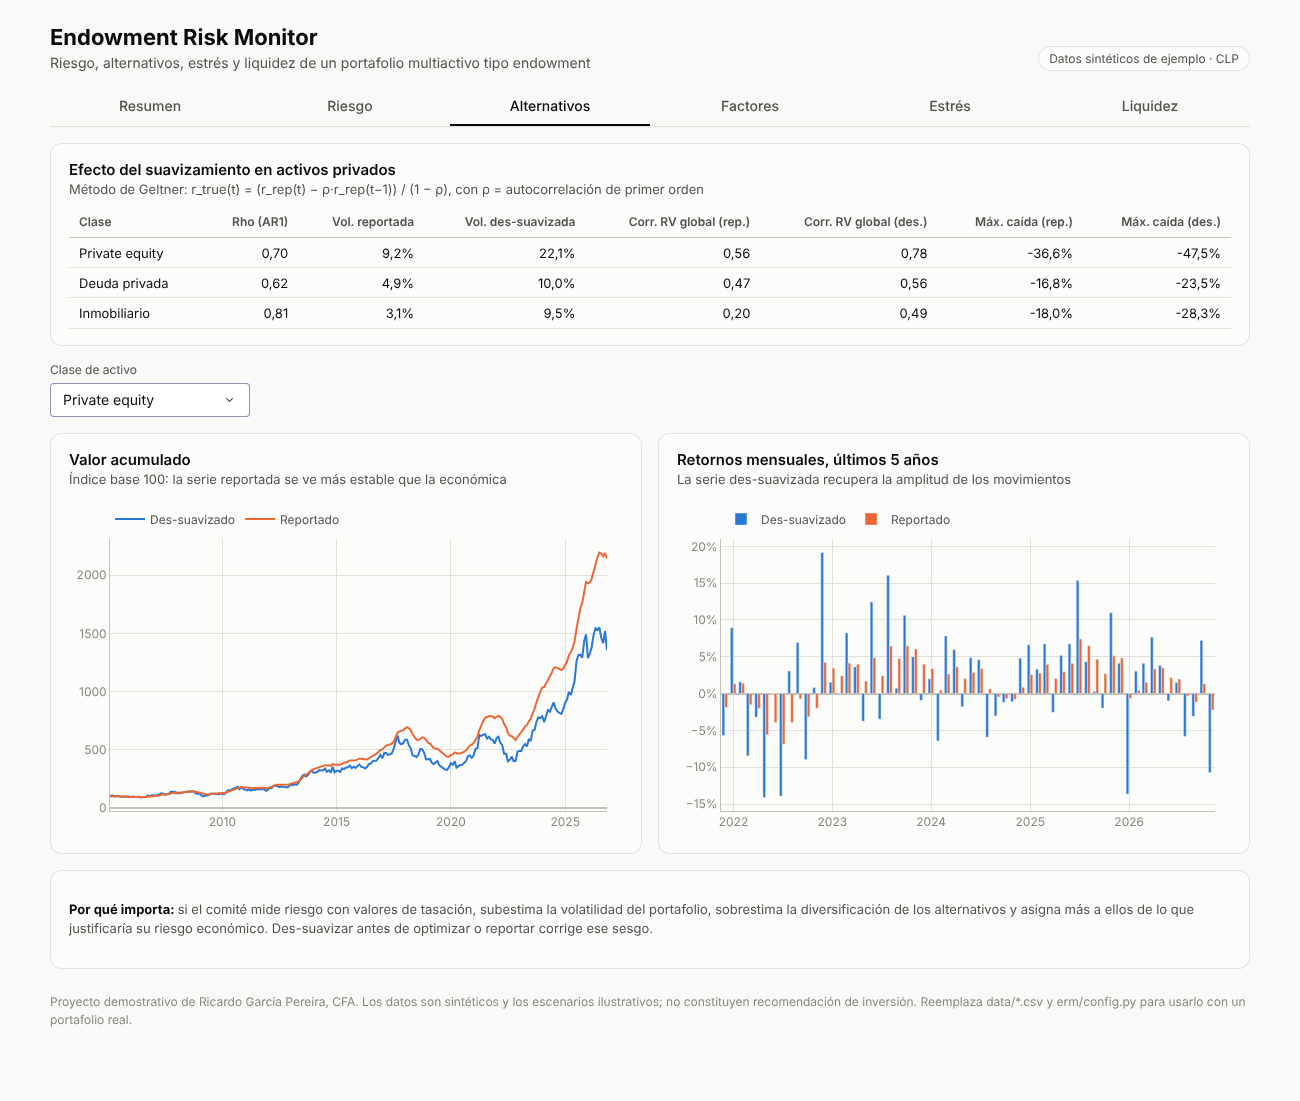 Endowment Risk Monitor
Riesgo, alternativos, estrés y liquidez de un portafolio multiactivo tipo endowment
Datos sintéticos de ejemplo · CLP
Resumen Riesgo Alternativos Factores Estrés Liquidez
Efecto del suavizamiento en activos privados
Método de Geltner: r_true(t) = (r_rep(t) − ρ·r_rep(t−1)) / (1 − ρ), con ρ = autocorrelación de primer orden
Clase Rho (AR1) Vol. reportada Vol. des-suavizada Corr. RV global (rep.) Corr. RV global (des.) Máx. caída (rep.) Máx. caída (des.)
Private equity 0,70 9,2% 22,1% 0,56 0,78 -36,6% -47,5%
Deuda privada 0,62 4,9% 10,0% 0,47 0,56 -16,8% -23,5%
Inmobiliario 0,81 3,1% 9,5% 0,20 0,49 -18,0% -28,3%
Clase de activo
Private equity
Valor acumulado
Índice base 100: la serie reportada se ve más estable que la económica
Des-suavizado Reportado
2000
1500
1000
500
0
2010 2015 2020 2025
Retornos mensuales, últimos 5 años
La serie des-suavizada recupera la amplitud de los movimientos
Des-suavizado Reportado
20%
15%
10%
5%
0%
−5%
−10%
−15%
2022 2023 2024 2025 2026
Por qué importa: si el comité mide riesgo con valores de tasación, subestima la volatilidad del portafolio, sobrestima la diversificación de los alternativos y asigna más a ellos de lo que
justificaría su riesgo económico. Des-suavizar antes de optimizar o reportar corrige ese sesgo.
Proyecto demostrativo de Ricardo García Pereira, CFA. Los datos son sintéticos y los escenarios ilustrativos; no constituyen recomendación de inversión. Reemplaza data/*.csv y erm/config.py para usarlo con un
portafolio real.